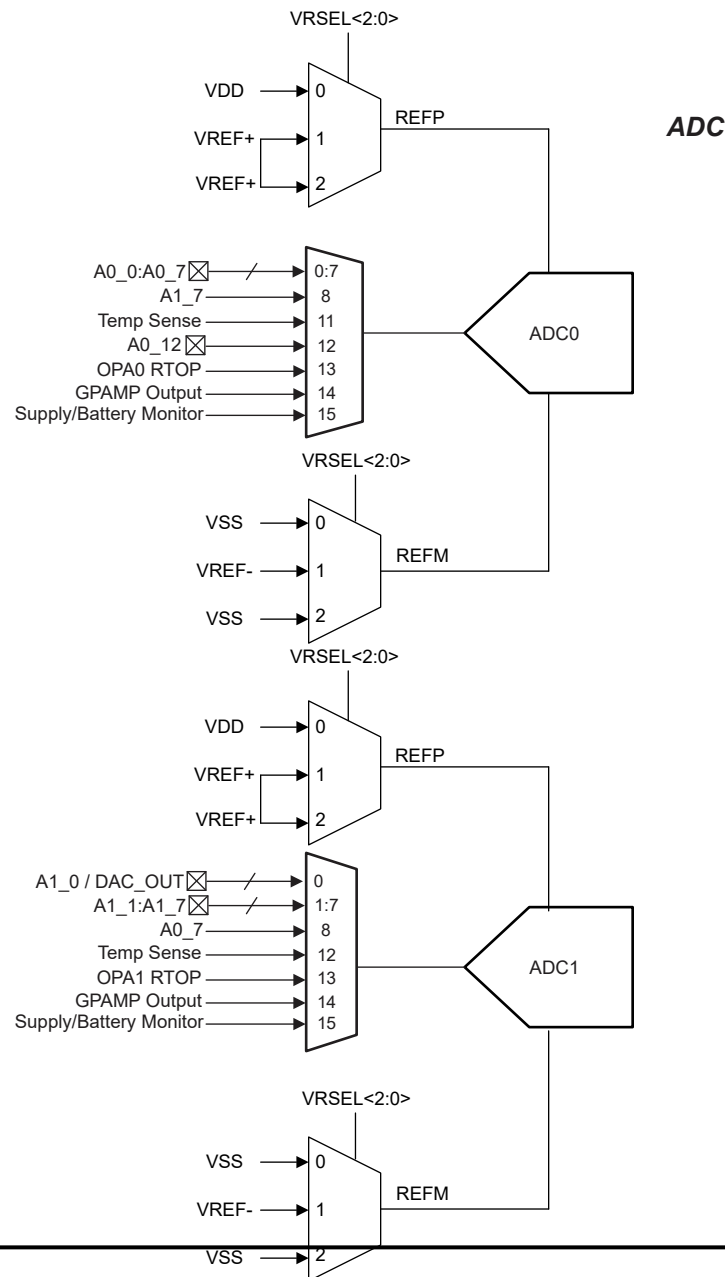 VRSEL<2:0>
VDD 0
REFP
ADC
VREF+ 1
VREF+ 2
A0_0:A0_7 0:7
A1_7 8
Temp Sense 11
A0_12 12
OPA0 RTOP 13
GPAMP Output 14
Supply/Battery Monitor 15
ADC0
VRSEL<2:0>
VSS 0
REFM
VREF- 1
VSS 2
VRSEL<2:0>
VDD 0
REFP
VREF+ 1
VREF+ 2
A1_0 / DAC_OUT 0
A1_1:A1_7 1:7
A0_7 8
Temp Sense 12
OPA1 RTOP 13
GPAMP Output 14
Supply/Battery Monitor 15
ADC1
VRSEL<2:0>
VSS 0
REFM
VREF- 1
VSS 2